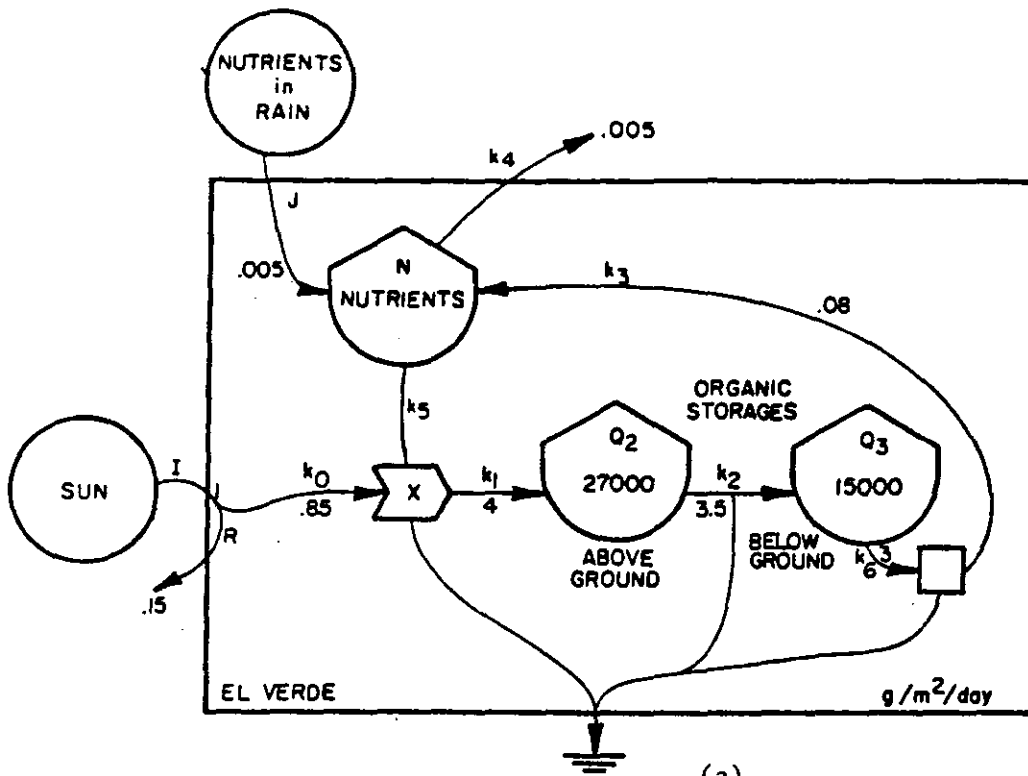 NUTRIENTS
in
RAIN
.005
k4
J
N
NUTRIENTS
.005
k3
.08
k5
ORGANIC
STORAGES
SUN
I
R
.15
k0
.85
X
k1
4
Q2
27000
ABOVE
GROUND
k2
3.5
Q3
15000
BELOW
GROUND
k6
3
EL VERDE
g/m²/day
(a)